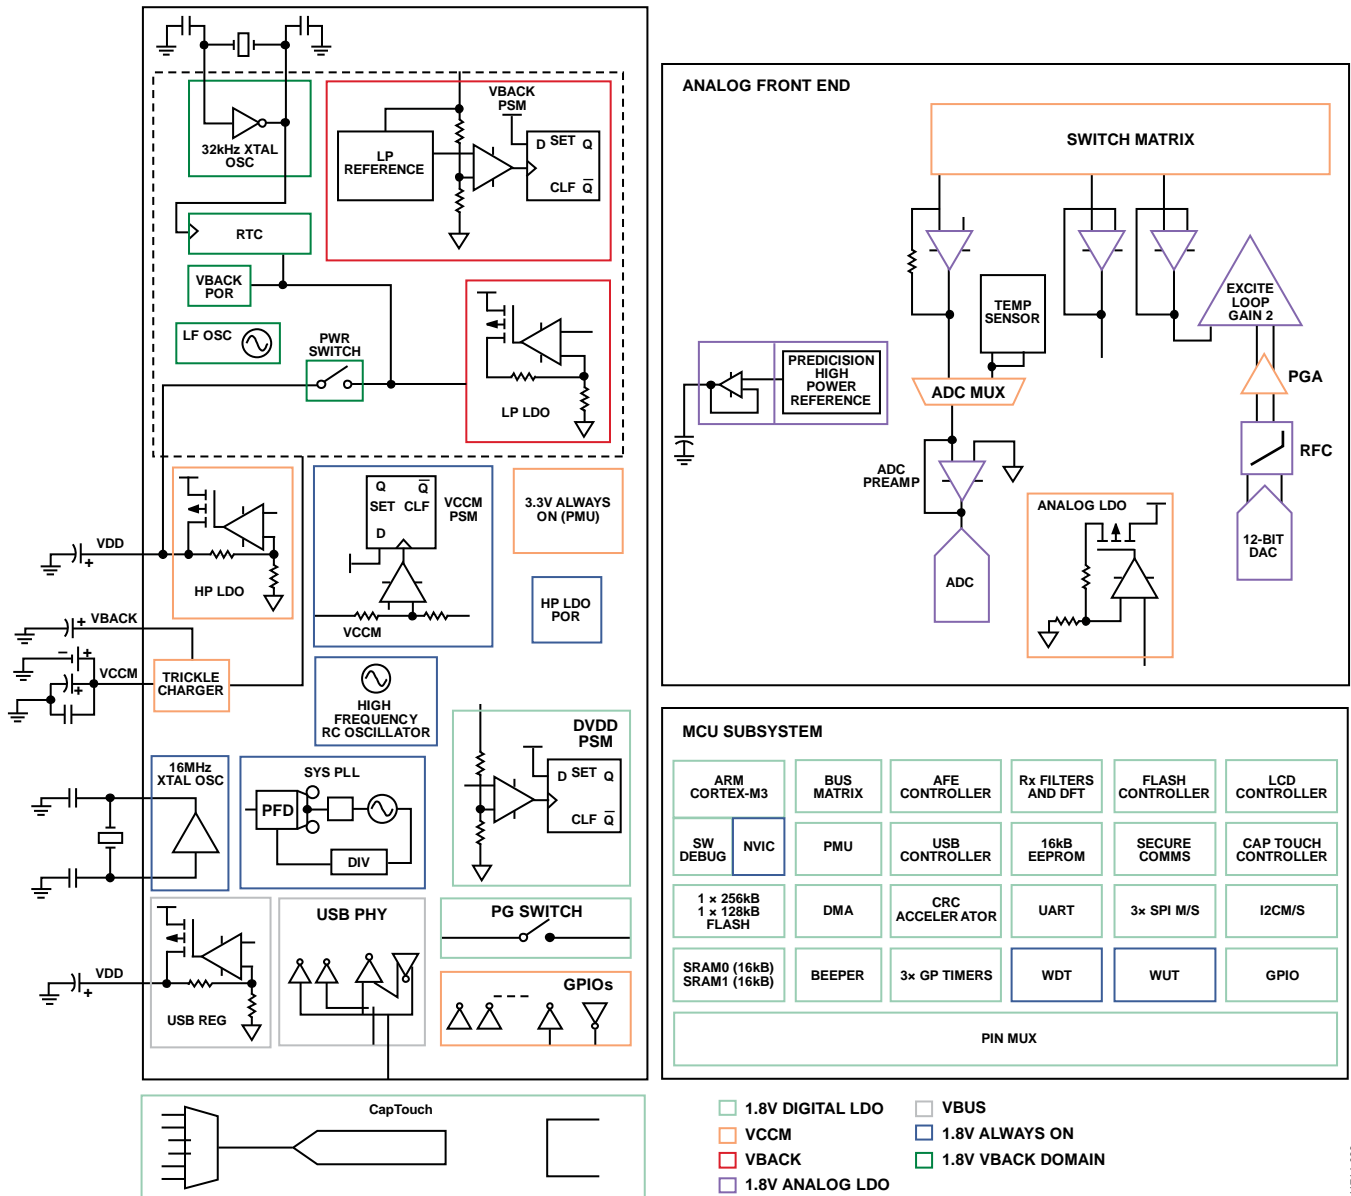 32kHz XTAL
OSC
RTC
VBACK
POR
LF OSC
PWR
SWITCH
LP
REFERENCE
VBACK
PSM
D SET Q
CLF Q
LP LDO
VDD
HP LDO
Q Q
SET CLF
D
VCCM
PSM
VCCM
3.3V ALWAYS
ON (PMU)
HP LDO
POR
VBACK
+
VCCM
TRICKLE
CHARGER
HIGH
FREQUENCY
RC OSCILLATOR
16MHz
XTAL OSC
SYS PLL
PFD
DIV
DVDD
PSM
D SET Q
CLF Q
VDD
USB REG
USB PHY
PG SWITCH
GPIOs
CapTouch
ANALOG FRONT END
SWITCH MATRIX
TEMP
SENSOR
EXCITE
LOOP
GAIN 2
PREDICISION
HIGH
POWER
REFERENCE
ADC MUX
PGA
RFC
12-BIT
DAC
ADC
PREAMP
ADC
ANALOG LDO
MCU SUBSYSTEM
ARM
CORTEX-M3
BUS
MATRIX
AFE
CONTROLLER
Rx FILTERS
AND DFT
FLASH
CONTROLLER
LCD
CONTROLLER
SW
DEBUG
NVIC
PMU
USB
CONTROLLER
16kB
EEPROM
SECURE
COMMS
CAP TOUCH
CONTROLLER
1 × 256kB
1 × 128kB
FLASH
DMA
CRC
ACCELERATOR
UART
3× SPI M/S
I2CM/S
SRAM0 (16kB)
SRAM1 (16kB)
BEEPER
3× GP TIMERS
WDT
WUT
GPIO
PIN MUX
1.8V DIGITAL LDO
VCCM
VBACK
1.8V ANALOG LDO
VBUS
1.8V ALWAYS ON
1.8V VBACK DOMAIN